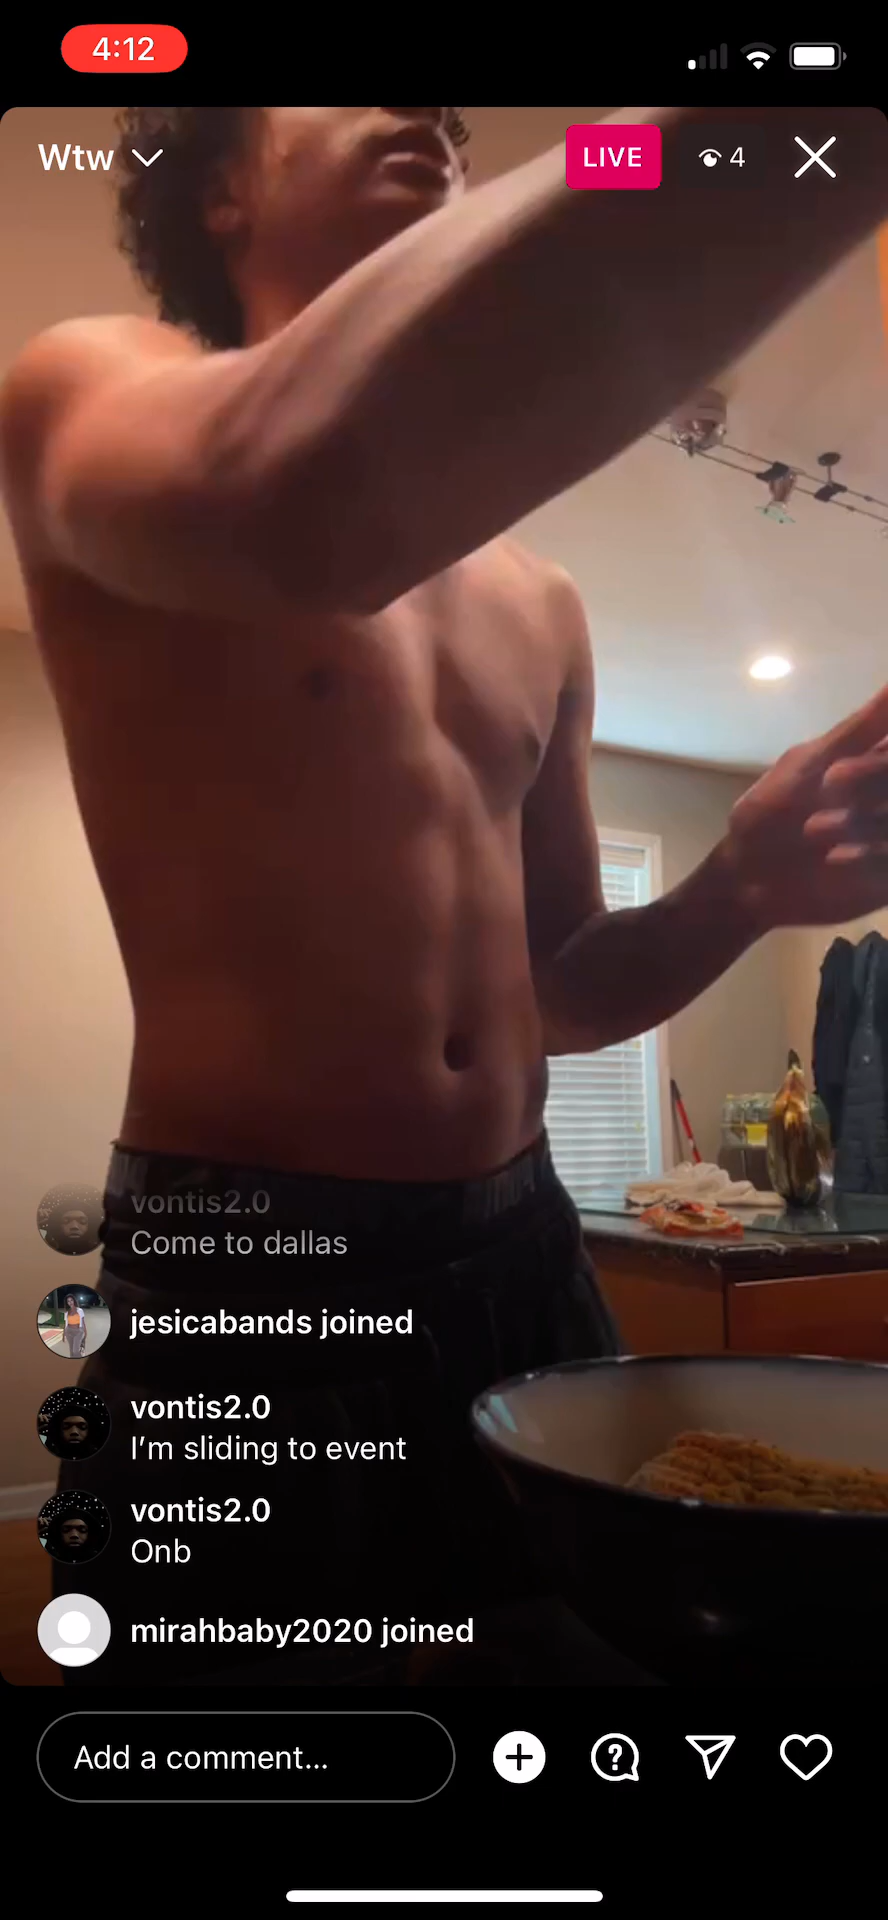 4:12
Wtw
LIVE
4
vontis2.0
Come to dallas
jesicabands joined
vontis2.0
I'm sliding to event
vontis2.0
Onb
mirahbaby2020 joined
Add a comment...